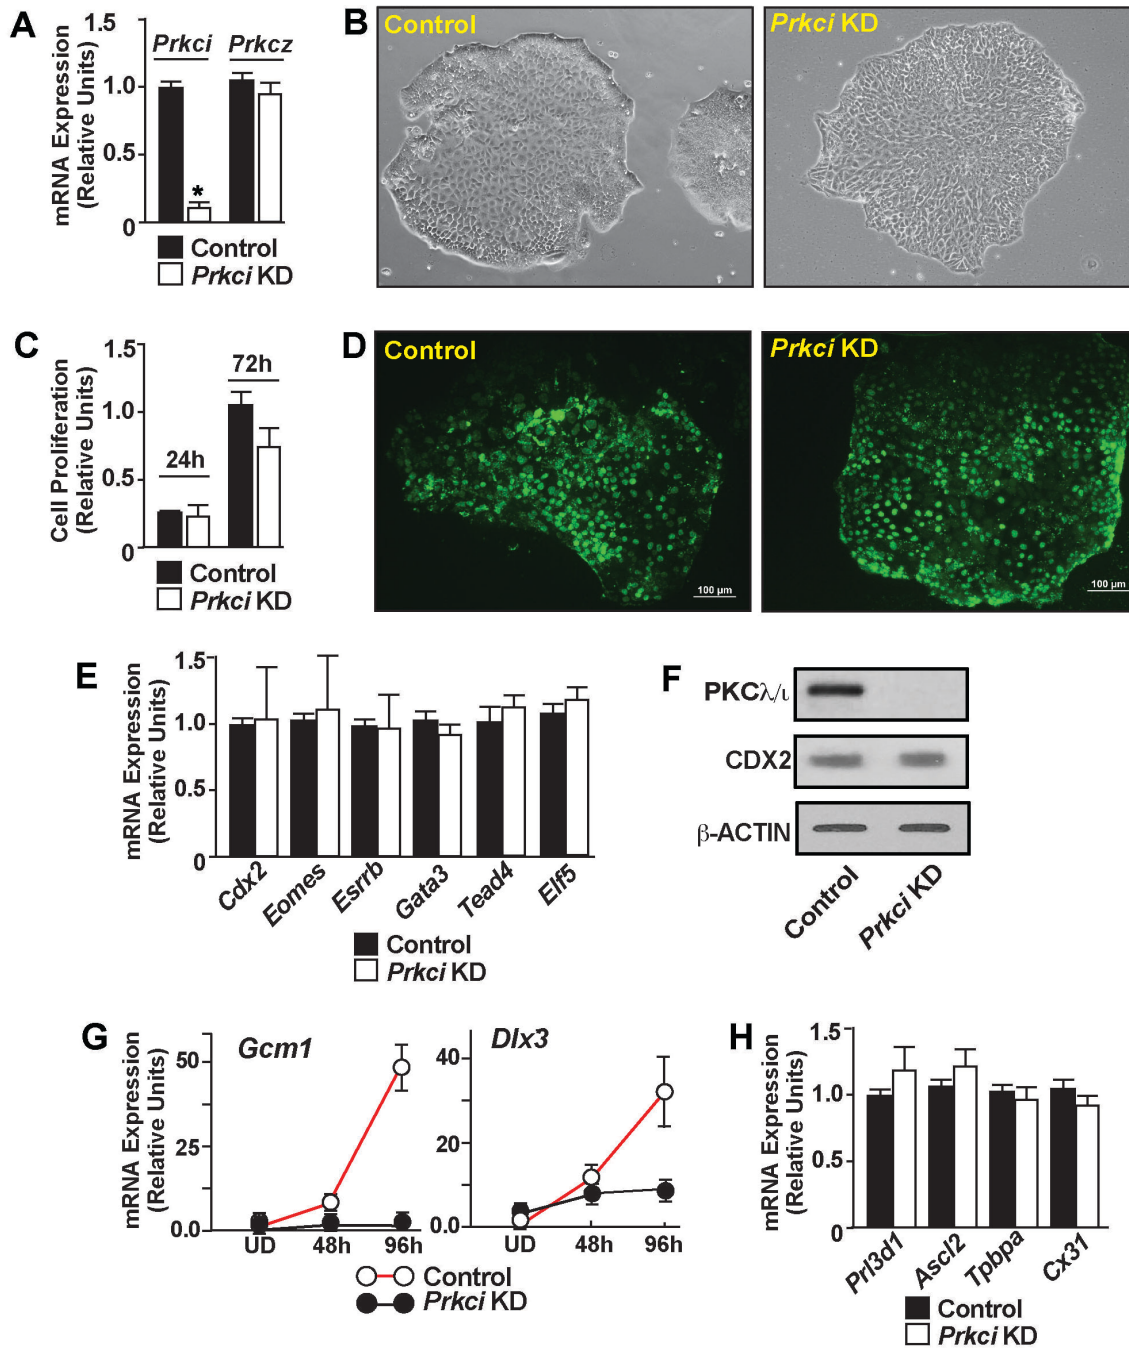 A
mRNA Expression
(Relative Units)
1.5
1.0
0.5
0
Prkci
Prkcz
*
Control
Prkci KD
B
Control
Prkci KD
C
Cell Proliferation
(Relative Units)
1.5
1.0
0.5
0
24h
72h
Control
Prkci KD
D
Control
100 µm
Prkci KD
100 µm
E
mRNA Expression
(Relative Units)
1.5
1.0
0.5
0
Cdx2
Eomes
Esrrb
Gata3
Tead4
Elf5
Control
Prkci KD
F
PKCλ/ι
CDX2
β-ACTIN
Control
Prkci KD
G
mRNA Expression
(Relative Units)
Gcm1
50
25
0.0
UD
48h
96h
Dlx3
40
20
0.0
UD
48h
96h
Control
Prkci KD
H
mRNA Expression
(Relative Units)
1.5
1.0
0.5
0
Prl3d1
Ascl2
Tpbpa
Cx31
Control
Prkci KD